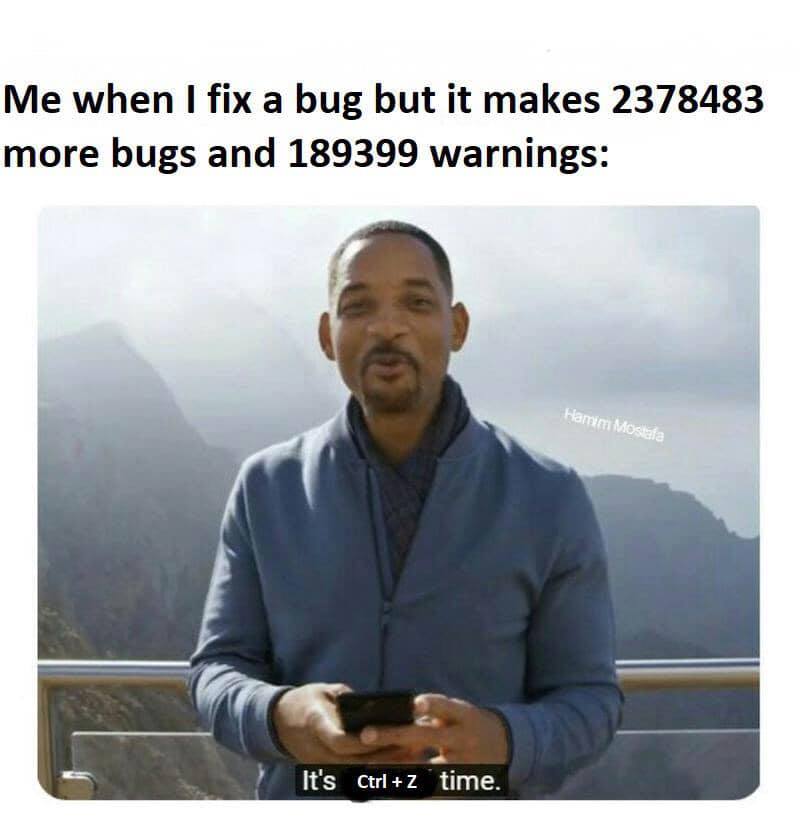 Me when I fix a bug but it makes 2378483
more bugs and 189399 warnings:
Hamim Mostafa
It's Ctrl + Z time.